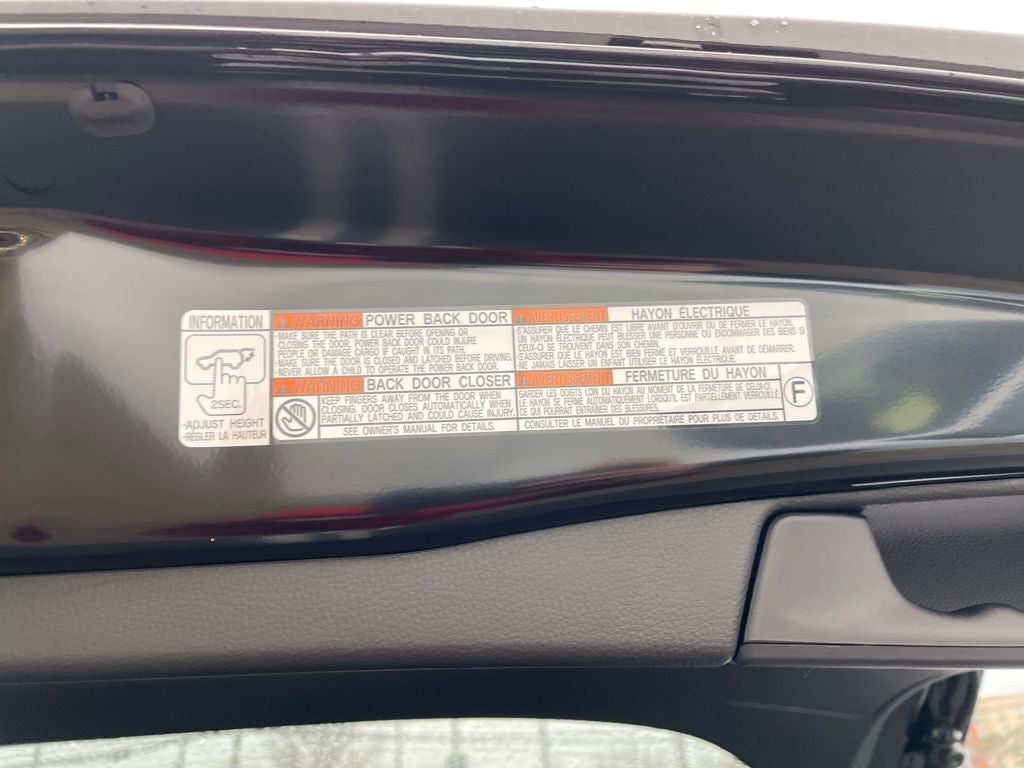 INFORMATION
2SEC.
•ADJUST HEIGHT
•RÉGLER LA HAUTEUR
WARNING POWER BACK DOOR
•MAKE SURE THE PATH IS CLEAR BEFORE OPENING OR
CLOSING THE DOOR. POWER BACK DOOR COULD INJURE
PEOPLE OR DAMAGE CARGO IF CAUGHT IN ITS PATH.
•MAKE SURE THE DOOR IS CLOSED AND LATCHED BEFORE DRIVING.
•NEVER ALLOW A CHILD TO OPERATE THE POWER BACK DOOR.
AVERTISSEMENT HAYON ÉLECTRIQUE
•S'ASSURER QUE LE CHEMIN EST LIBRE AVANT D'OUVRIR OU DE FERMER LE HAYON.
UN HAYON ÉLECTRIQUE PEUT BLESSER UNE PERSONNE OU ENDOMMAGER DES BIENS SI
CEUX-CI SE TROUVENT DANS SON CHEMIN.
•S'ASSURER QUE LE HAYON EST BIEN FERMÉ ET VERROUILLÉ AVANT DE DÉMARRER.
•NE JAMAIS LAISSER UN ENFANT UTILISER LE HAYON ÉLECTRIQUE.
WARNING BACK DOOR CLOSER
KEEP FINGERS AWAY FROM THE DOOR WHEN
CLOSING. DOOR CLOSES AUTOMATICALLY WHEN
PARTIALLY LATCHED AND COULD CAUSE INJURY.
SEE OWNER'S MANUAL FOR DETAILS.
AVERTISSEMENT FERMETURE DU HAYON
GARDER LES DOIGTS LOIN DU HAYON AU MOMENT DE LA FERMETURE DE CELUI-CI.
LE HAYON SE FERME AUTOMATIQUEMENT LORSQU'IL EST PARTIELLEMENT VERROUILLÉ,
CE QUI POURRAIT ENTRAÎNER DES BLESSURES.
CONSULTER LE MANUEL DU PROPRIÉTAIRE POUR PLUS DE DÉTAILS.
F